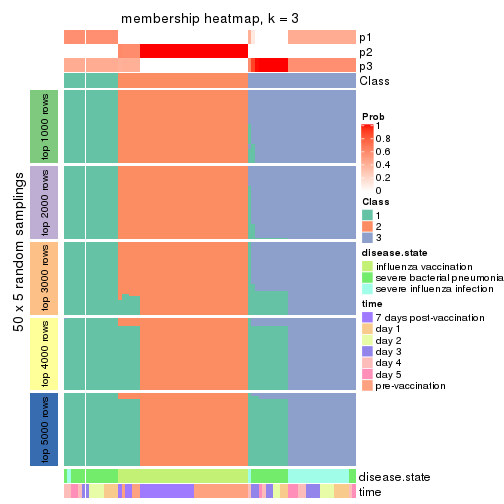 membership heatmap, k = 3
p1
p2
p3
Class
50 x 5 random samplings
top 1000 rows
top 2000 rows
top 3000 rows
top 4000 rows
top 5000 rows
disease.state
time
Prob
1
0.8
0.6
0.4
0.2
0
Class
1
2
3
disease.state
influenza vaccination
severe bacterial pneumonia
severe influenza infection
time
7 days post-vaccination
day 1
day 2
day 3
day 4
day 5
pre-vaccination